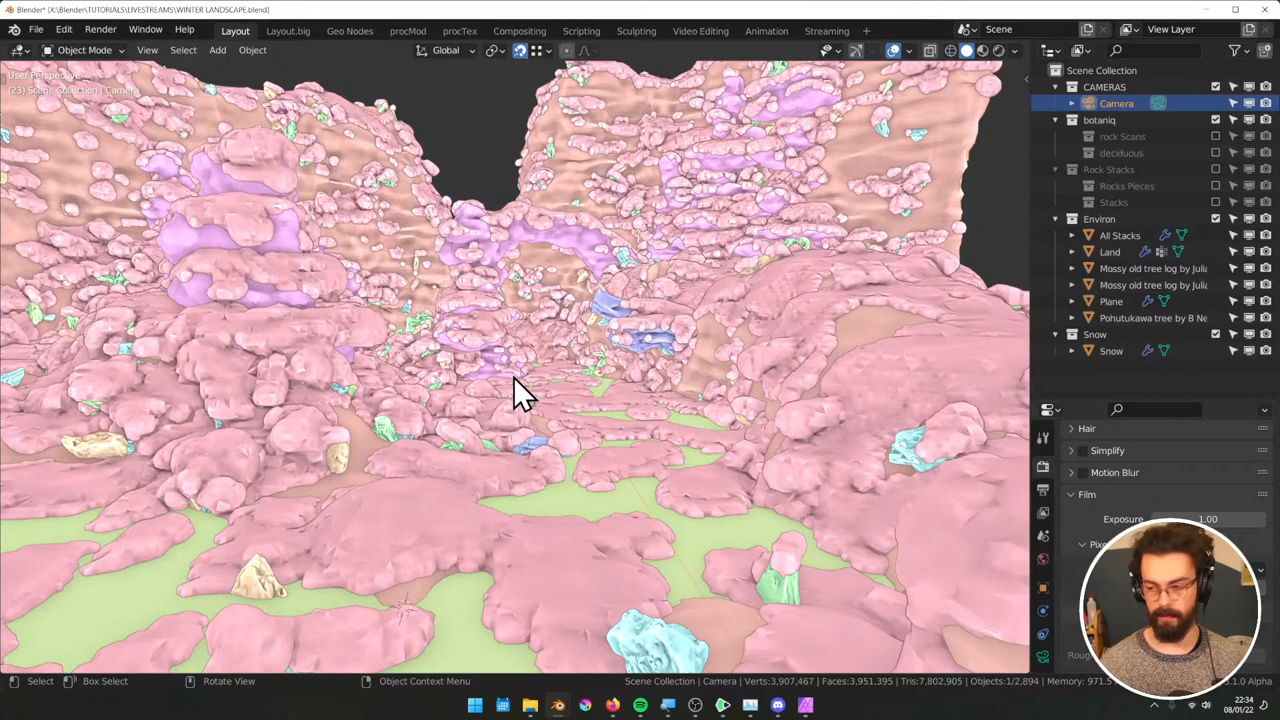 Blender* [X:\Blender\TUTORIALS\LIVESTREAMS\WINTER LANDSCAPE.blend]
File Edit Render Window Help Layout Layout.big Geo Nodes procMod procTex Compositing Scripting Sculpting Video Editing Animation Streaming + Scene View Layer
Object Mode View Select Add Object Global
User Perspective
(23) Scene Collection | Camera
Scene Collection
CAMERAS
Camera
botaniq
rock Scans
deciduous
Rock Stacks
Rocks Pieces
Stacks
Environ
All Stacks
Land
Mossy old tree log by Julia
Mossy old tree log by Julia
Plane
Pohutukawa tree by B Ne
Snow
Snow
Hair
Simplify
Motion Blur
Film
Exposure 1.00
Select Box Select Rotate View Object Context Menu Scene Collection | Camera Verts:3,907,467 Faces:3,951,395 Tris:7,802,905 Objects:1/2,894 Memory: 971.5
22:34
08/01/22